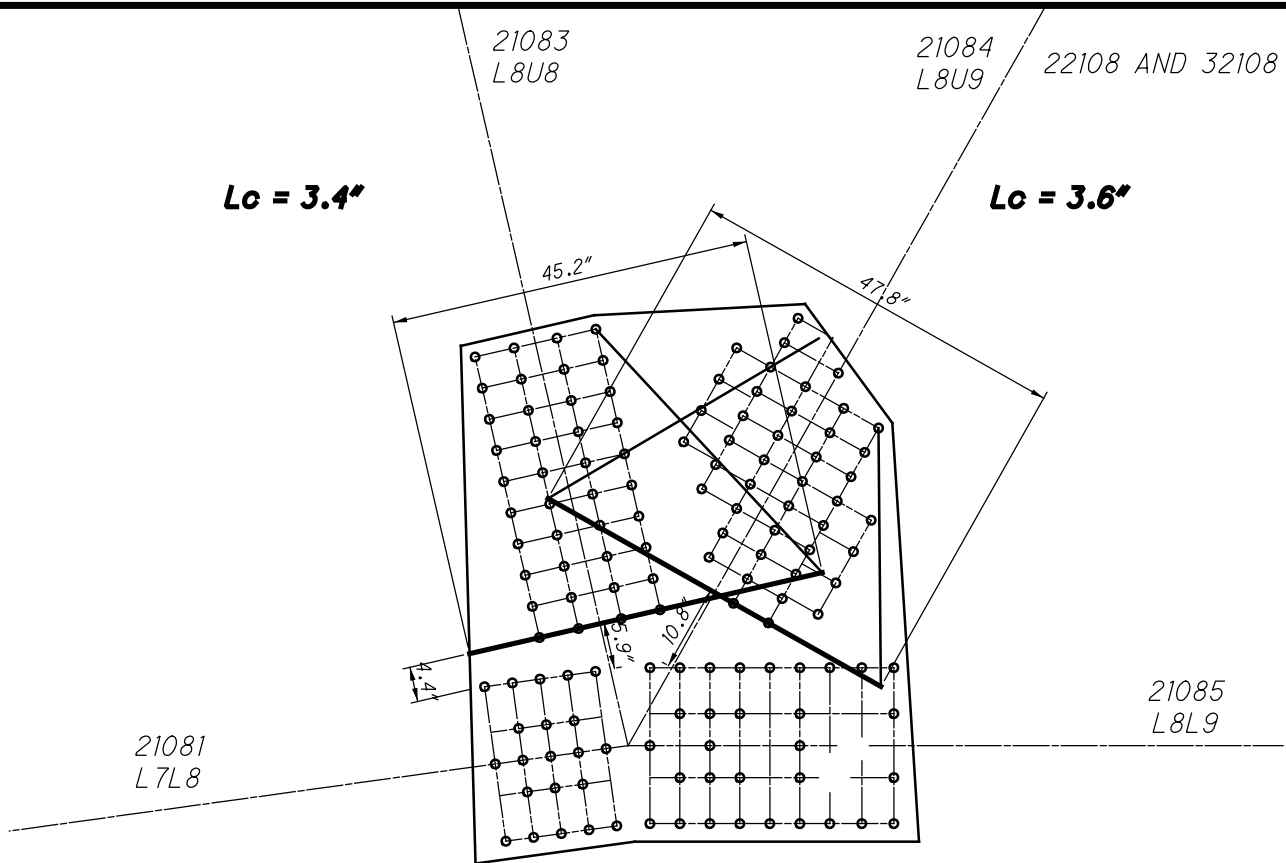 21083
L8U8
21084
L8U9
22108 AND 32108
Lc = 3.4"
Lc = 3.6"
45.2"
47.8"
5.9"
10.8"
4.4"
21081
L7L8
21085
L8L9